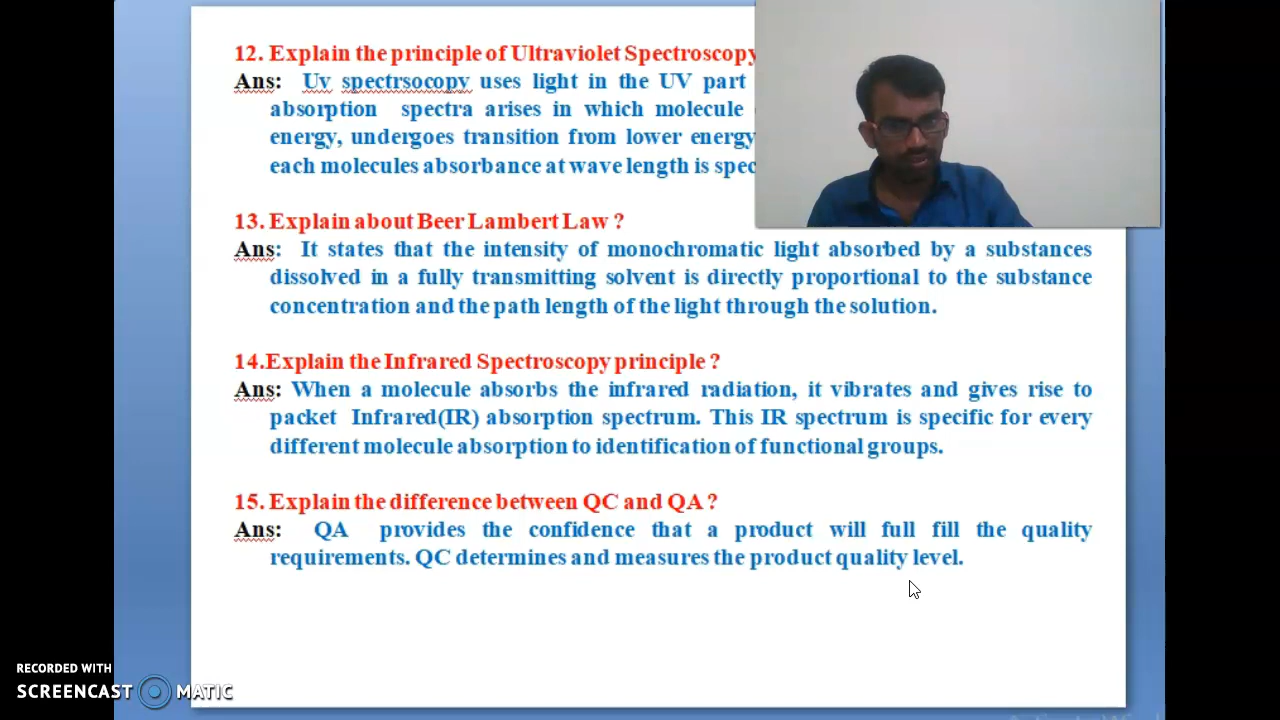 12. Explain the principle of Ultraviolet Spectroscopy
Ans: Uv spectrsocopy uses light in the UV part
absorption spectra arises in which molecule
energy, undergoes transition from lower energy
each molecules absorbance at wave length is spec
13. Explain about Beer Lambert Law ?
Ans: It states that the intensity of monochromatic light absorbed by a substances
dissolved in a fully transmitting solvent is directly proportional to the substance
concentration and the path length of the light through the solution.
14.Explain the Infrared Spectroscopy principle ?
Ans: When a molecule absorbs the infrared radiation, it vibrates and gives rise to
packet Infrared(IR) absorption spectrum. This IR spectrum is specific for every
different molecule absorption to identification of functional groups.
15. Explain the difference between QC and QA ?
Ans: QA provides the confidence that a product will full fill the quality
requirements. QC determines and measures the product quality level.
RECORDED WITH
SCREENCAST MATIC